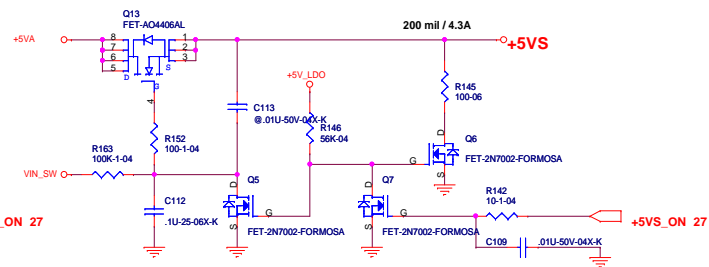 Q13
FET-AO4406AL
200 mil / 4.3A
+5VA
8
7
6
5
D
1
2
3
S
G
4
+5VS
+5V_LDO
R145
100-06
C113
@.01U-50V-04X-K
R146
56K-04
R152
100-1-04
R163
100K-1-04
VIN_SW
D
Q6
G
S
FET-2N7002-FORMOSA
C112
.1U-25-06X-K
D
Q5
G
S
FET-2N7002-FORMOSA
D
Q7
G
S
FET-2N7002-FORMOSA
R142
10-1-04
+5VS_ON 27
_ON 27
C109
.01U-50V-04X-K